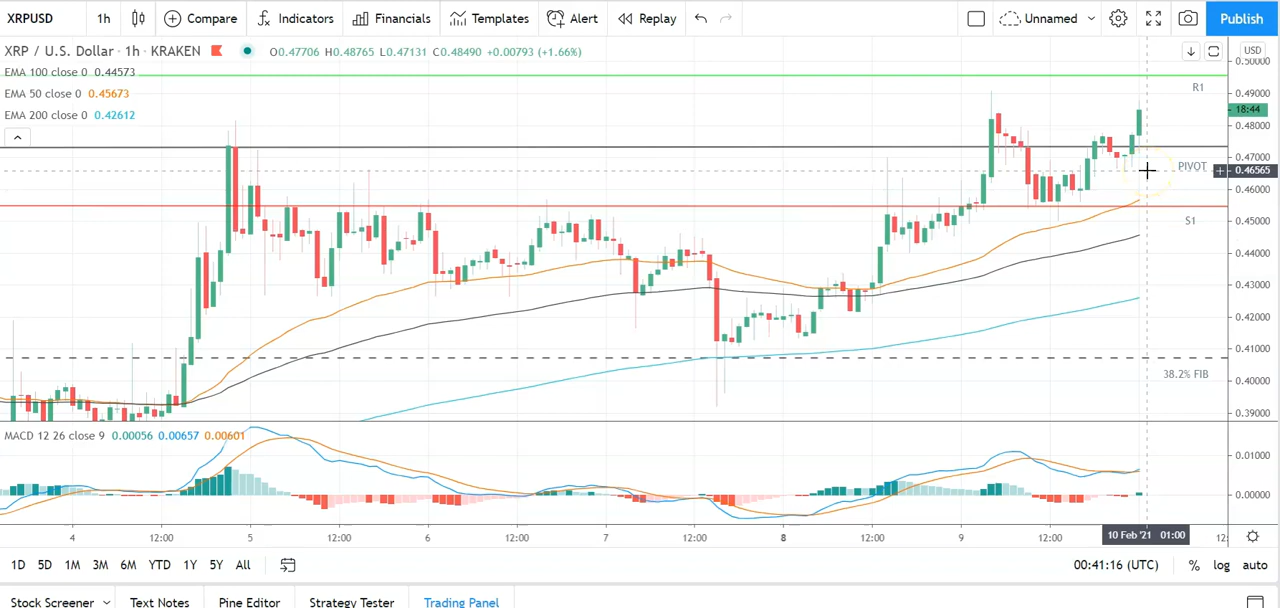 XRPUSD 1h Compare Indicators Financials Templates Alert Replay Unnamed Publish
XRP / U.S. Dollar · 1h · KRAKEN O0.47706 H0.48765 L0.47131 C0.48490 +0.00793 (+1.66%) USD
0.50000
EMA 100 close 0 0.44573
R1
EMA 50 close 0 0.45673 0.49000
18:44
EMA 200 close 0 0.42612
0.48000
0.47000
PIVOT 0.46565
0.46000
S1 0.45000
0.44000
0.43000
0.42000
0.41000
38.2% FIB
0.40000
0.39000
MACD 12 26 close 9 0.00056 0.00657 0.00601
0.01000
0.00000
4 12:00 5 12:00 6 12:00 7 12:00 8 12:00 9 12:00 10 Feb '21 01:00 12:
1D 5D 1M 3M 6M YTD 1Y 5Y All 00:41:16 (UTC) % log auto
Stock Screener Text Notes Pine Editor Strategy Tester Trading Panel